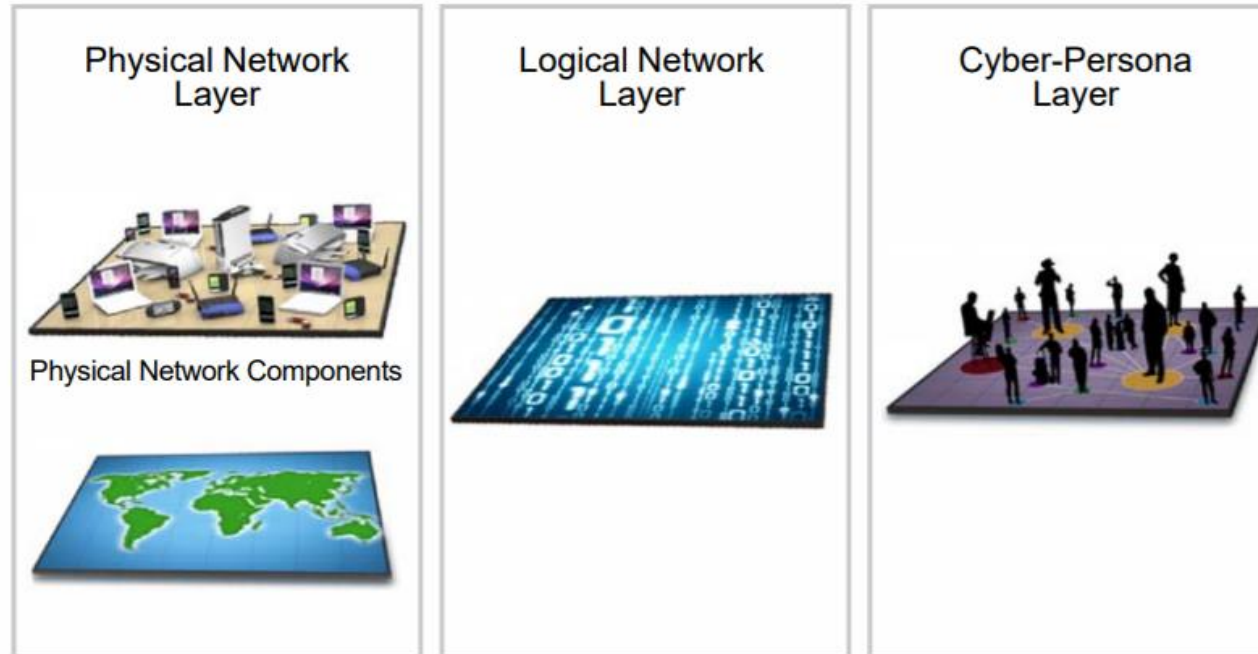 Physical Network
Layer
Physical Network Components
Logical Network
Layer
Cyber-Persona
Layer